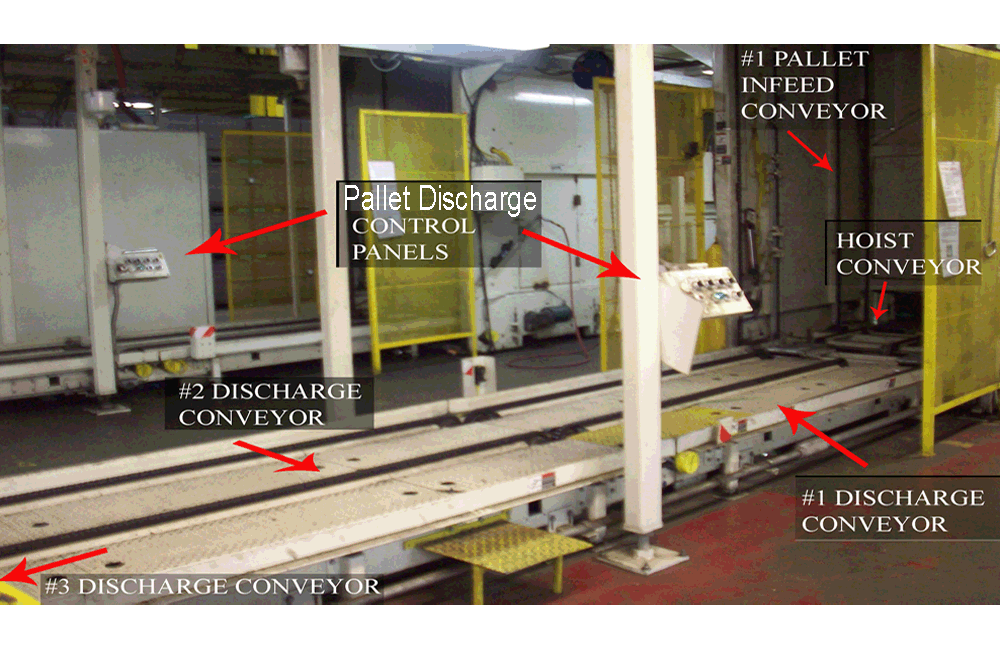 #1 PALLET
INFEED
CONVEYOR
Pallet Discharge
CONTROL
PANELS
HOIST
CONVEYOR
#2 DISCHARGE
CONVEYOR
#1 DISCHARGE
CONVEYOR
#3 DISCHARGE CONVEYOR